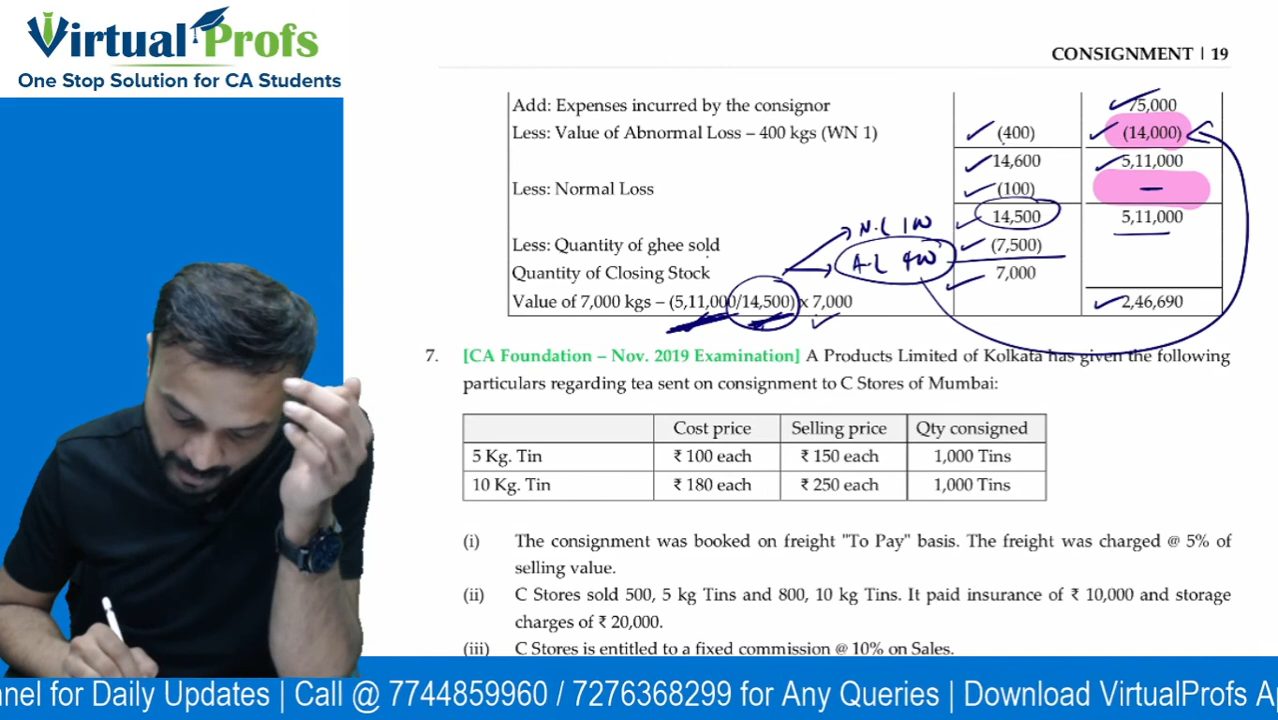 Virtual Profs
One Stop Solution for CA Students
CONSIGNMENT | 19
Add: Expenses incurred by the consignor 75,000
Less: Value of Abnormal Loss – 400 kgs (WN 1) (400) (14,000)
14,600 5,11,000
Less: Normal Loss (100) —
14,500 5,11,000
N.L 100
Less: Quantity of ghee sold (7,500)
A.L 400
Quantity of Closing Stock 7,000
Value of 7,000 kgs – (5,11,000/14,500) x 7,000 2,46,690
7. [CA Foundation – Nov. 2019 Examination] A Products Limited of Kolkata has given the following
particulars regarding tea sent on consignment to C Stores of Mumbai:
Cost price Selling price Qty consigned
5 Kg. Tin ₹ 100 each ₹ 150 each 1,000 Tins
10 Kg. Tin ₹ 180 each ₹ 250 each 1,000 Tins
(i) The consignment was booked on freight "To Pay" basis. The freight was charged @ 5% of
selling value.
(ii) C Stores sold 500, 5 kg Tins and 800, 10 kg Tins. It paid insurance of ₹ 10,000 and storage
charges of ₹ 20,000.
(iii) C Stores is entitled to a fixed commission @ 10% on Sales.
nel for Daily Updates | Call @ 7744859960 / 7276368299 for Any Queries | Download VirtualProfs Ap